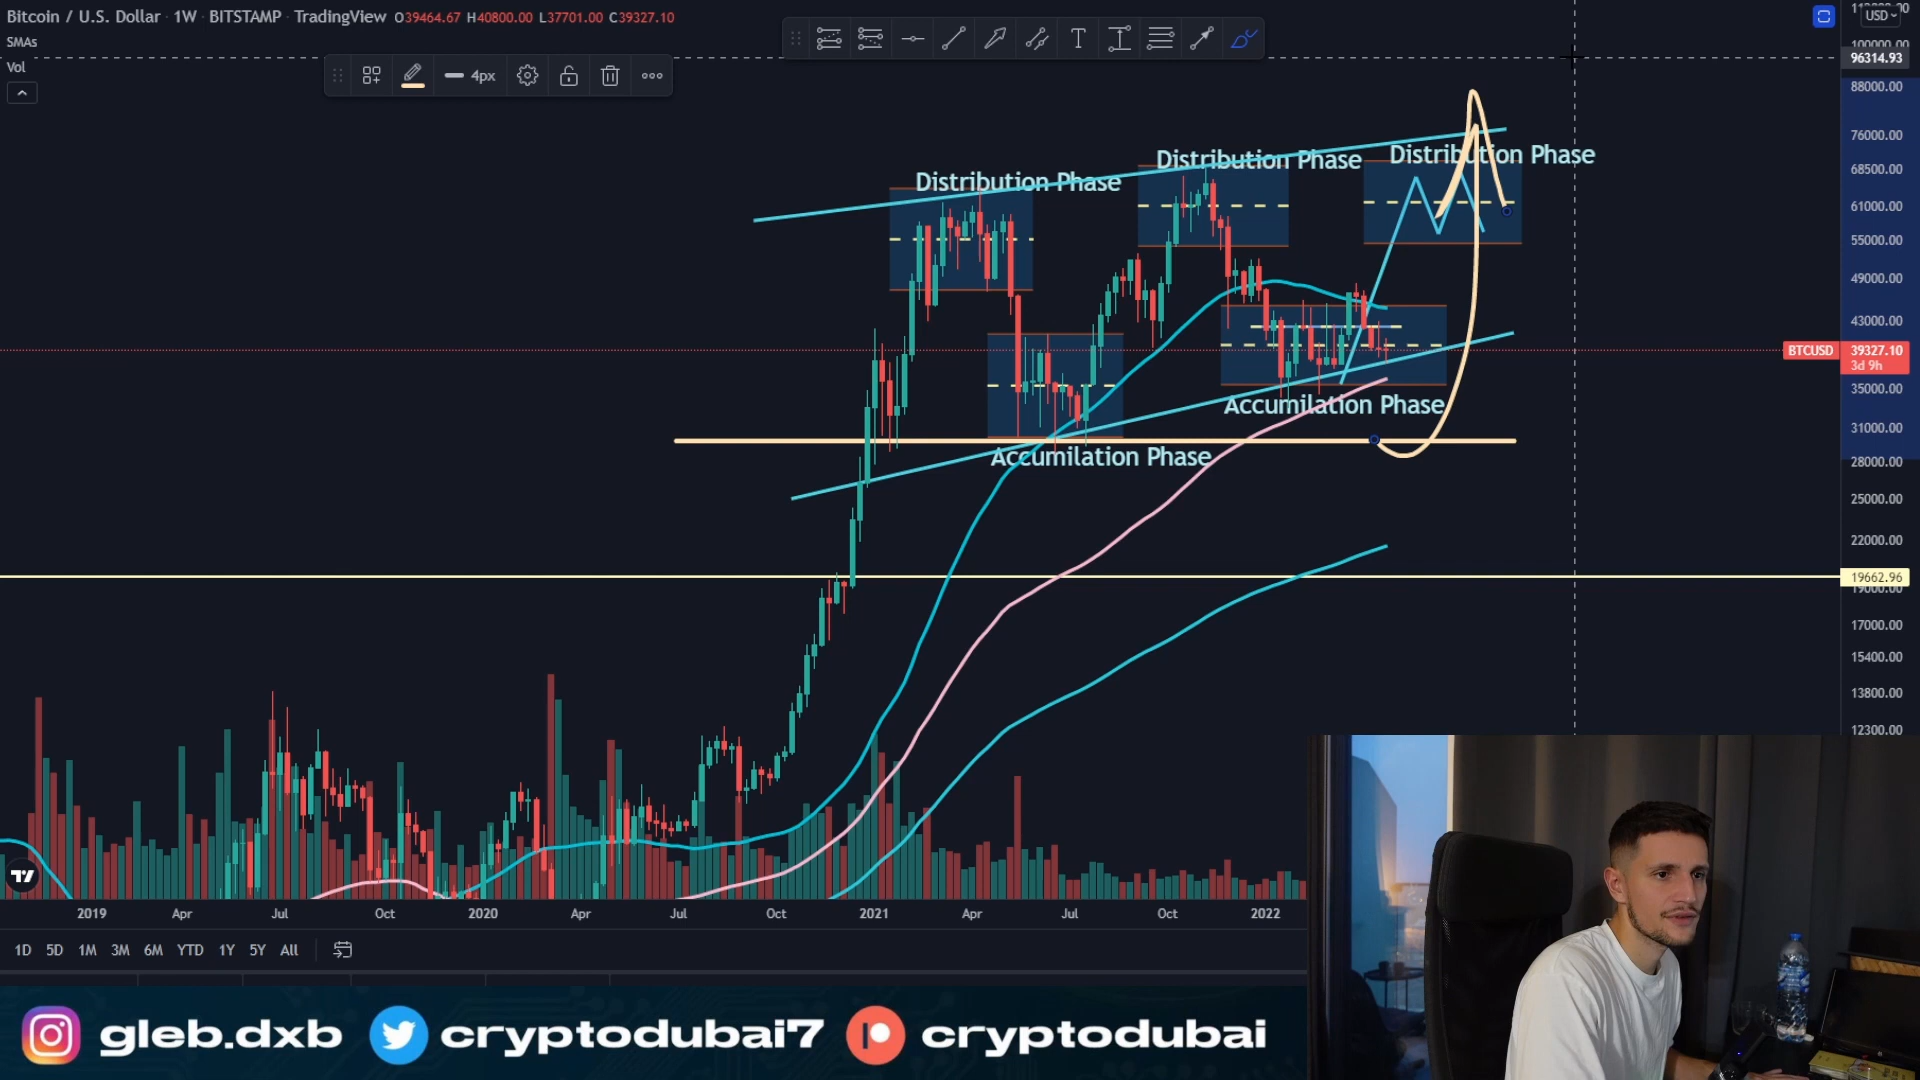 Bitcoin / U.S. Dollar · 1W · BITSTAMP · TradingView O39464.67 H40800.00 L37701.00 C39327.10
SMAs
Vol
4px
USD
96314.93
88000.00
76000.00
68500.00
61000.00
55000.00
49000.00
43000.00
BTCUSD 39327.10
3d 9h
35000.00
31000.00
28000.00
25000.00
22000.00
19662.96
19000.00
17000.00
15400.00
13800.00
12300.00
Distribution Phase
Distribution Phase
Distribution Phase
Accumilation Phase
Accumilation Phase
2019 Apr Jul Oct 2020 Apr Jul Oct 2021 Apr Jul Oct 2022
1D 5D 1M 3M 6M YTD 1Y 5Y All
gleb.dxb cryptodubai7 cryptodubai